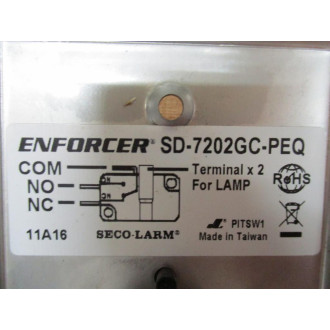 ENFORCER® SD-7202GC-PEQ
COM
NO
NC
Terminal x 2
For LAMP
RoHS
11A16
SECO-LARM®
PITSW1
Made in Taiwan